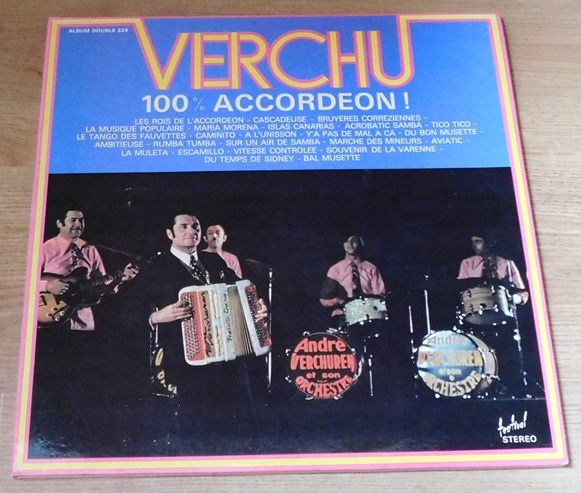 ALBUM DOUBLE 225
VERCHU
100% ACCORDEON!
LES ROIS DE L'ACCORDEON - CASCADEUSE - BRUYERES CORREZIENNES -
LA MUSIQUE POPULAIRE - MARIA MORENA - ISLAS CANARIAS - ACROBATIC SAMBA - TICO TICO -
LE TANGO DES FAUVETTES - CAMINITO - A L'UNISSON - Y'A PAS DE MAL A CA - DU BON MUSETTE -
AMBITIEUSE - RUMBA TUMBA - SUR UN AIR DE SAMBA - MARCHE DES MINEURS - AVIATIC -
LA MULETA - ESCAMILLO - VITESSE CONTROLEE - SOUVENIR DE LA VARENNE -
DU TEMPS DE SIDNEY - BAL MUSETTE
Fratelli Crosio
André
VERCHUREN
et son
ORCHESTRE
André
VERCHUREN
et son
ORCHESTRE
festival
STEREO